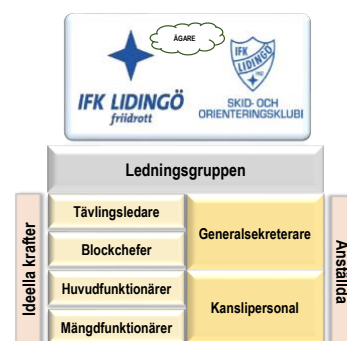 ÄGARE
IFK LIDINGÖ
friidrott
IFK
LIDINGÖ
SKID- OCH
ORIENTERINGSKLUBB
Ledningsgruppen
Ideella krafter
Tävlingsledare
Blockchefer
Huvudfunktionärer
Mängdfunktionärer
Generalsekreterare
Kanslipersonal
Anställda